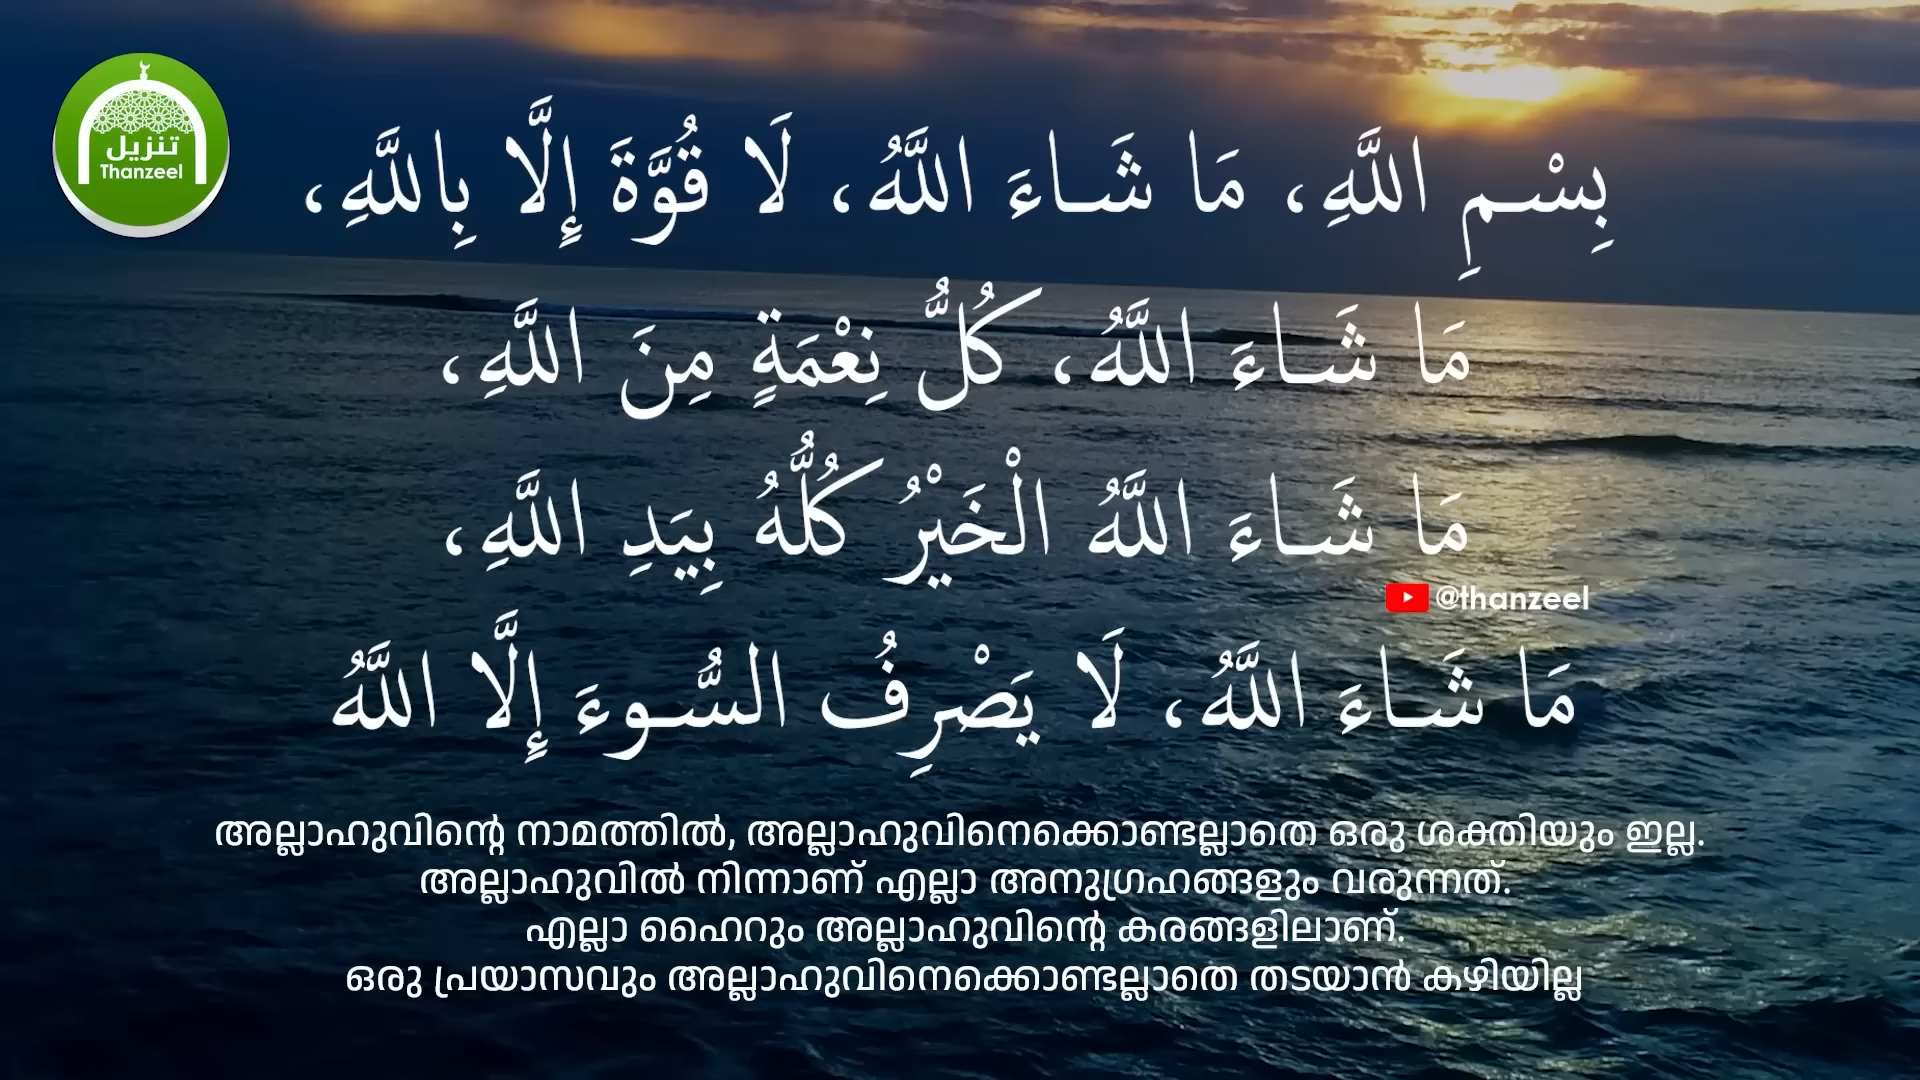 تنزيل
Thanzeel
بِسْمِ اللَّهِ، مَا شَاءَ اللَّهُ، لَا قُوَّةَ إِلَّا بِاللَّهِ،
مَا شَاءَ اللَّهُ، كُلُّ نِعْمَةٍ مِنَ اللَّهِ،
مَا شَاءَ اللَّهُ الْخَيْرُ كُلُّهُ بِيَدِ اللَّهِ،
@thanzeel
مَا شَاءَ اللَّهُ، لَا يَصْرِفُ السُّوءَ إِلَّا اللَّهُ
അല്ലാഹുവിന്റെ നാമത്തിൽ, അല്ലാഹുവിനെക്കൊണ്ടല്ലാതെ ഒരു ശക്തിയും ഇല്ല.
അല്ലാഹുവിൽ നിന്നാണ് എല്ലാ അനുഗ്രഹങ്ങളും വരുന്നത്.
എല്ലാ ഹൈറും അല്ലാഹുവിന്റെ കരങ്ങളിലാണ്.
ഒരു പ്രയാസവും അല്ലാഹുവിനെക്കൊണ്ടല്ലാതെ തടയാൻ കഴിയില്ല